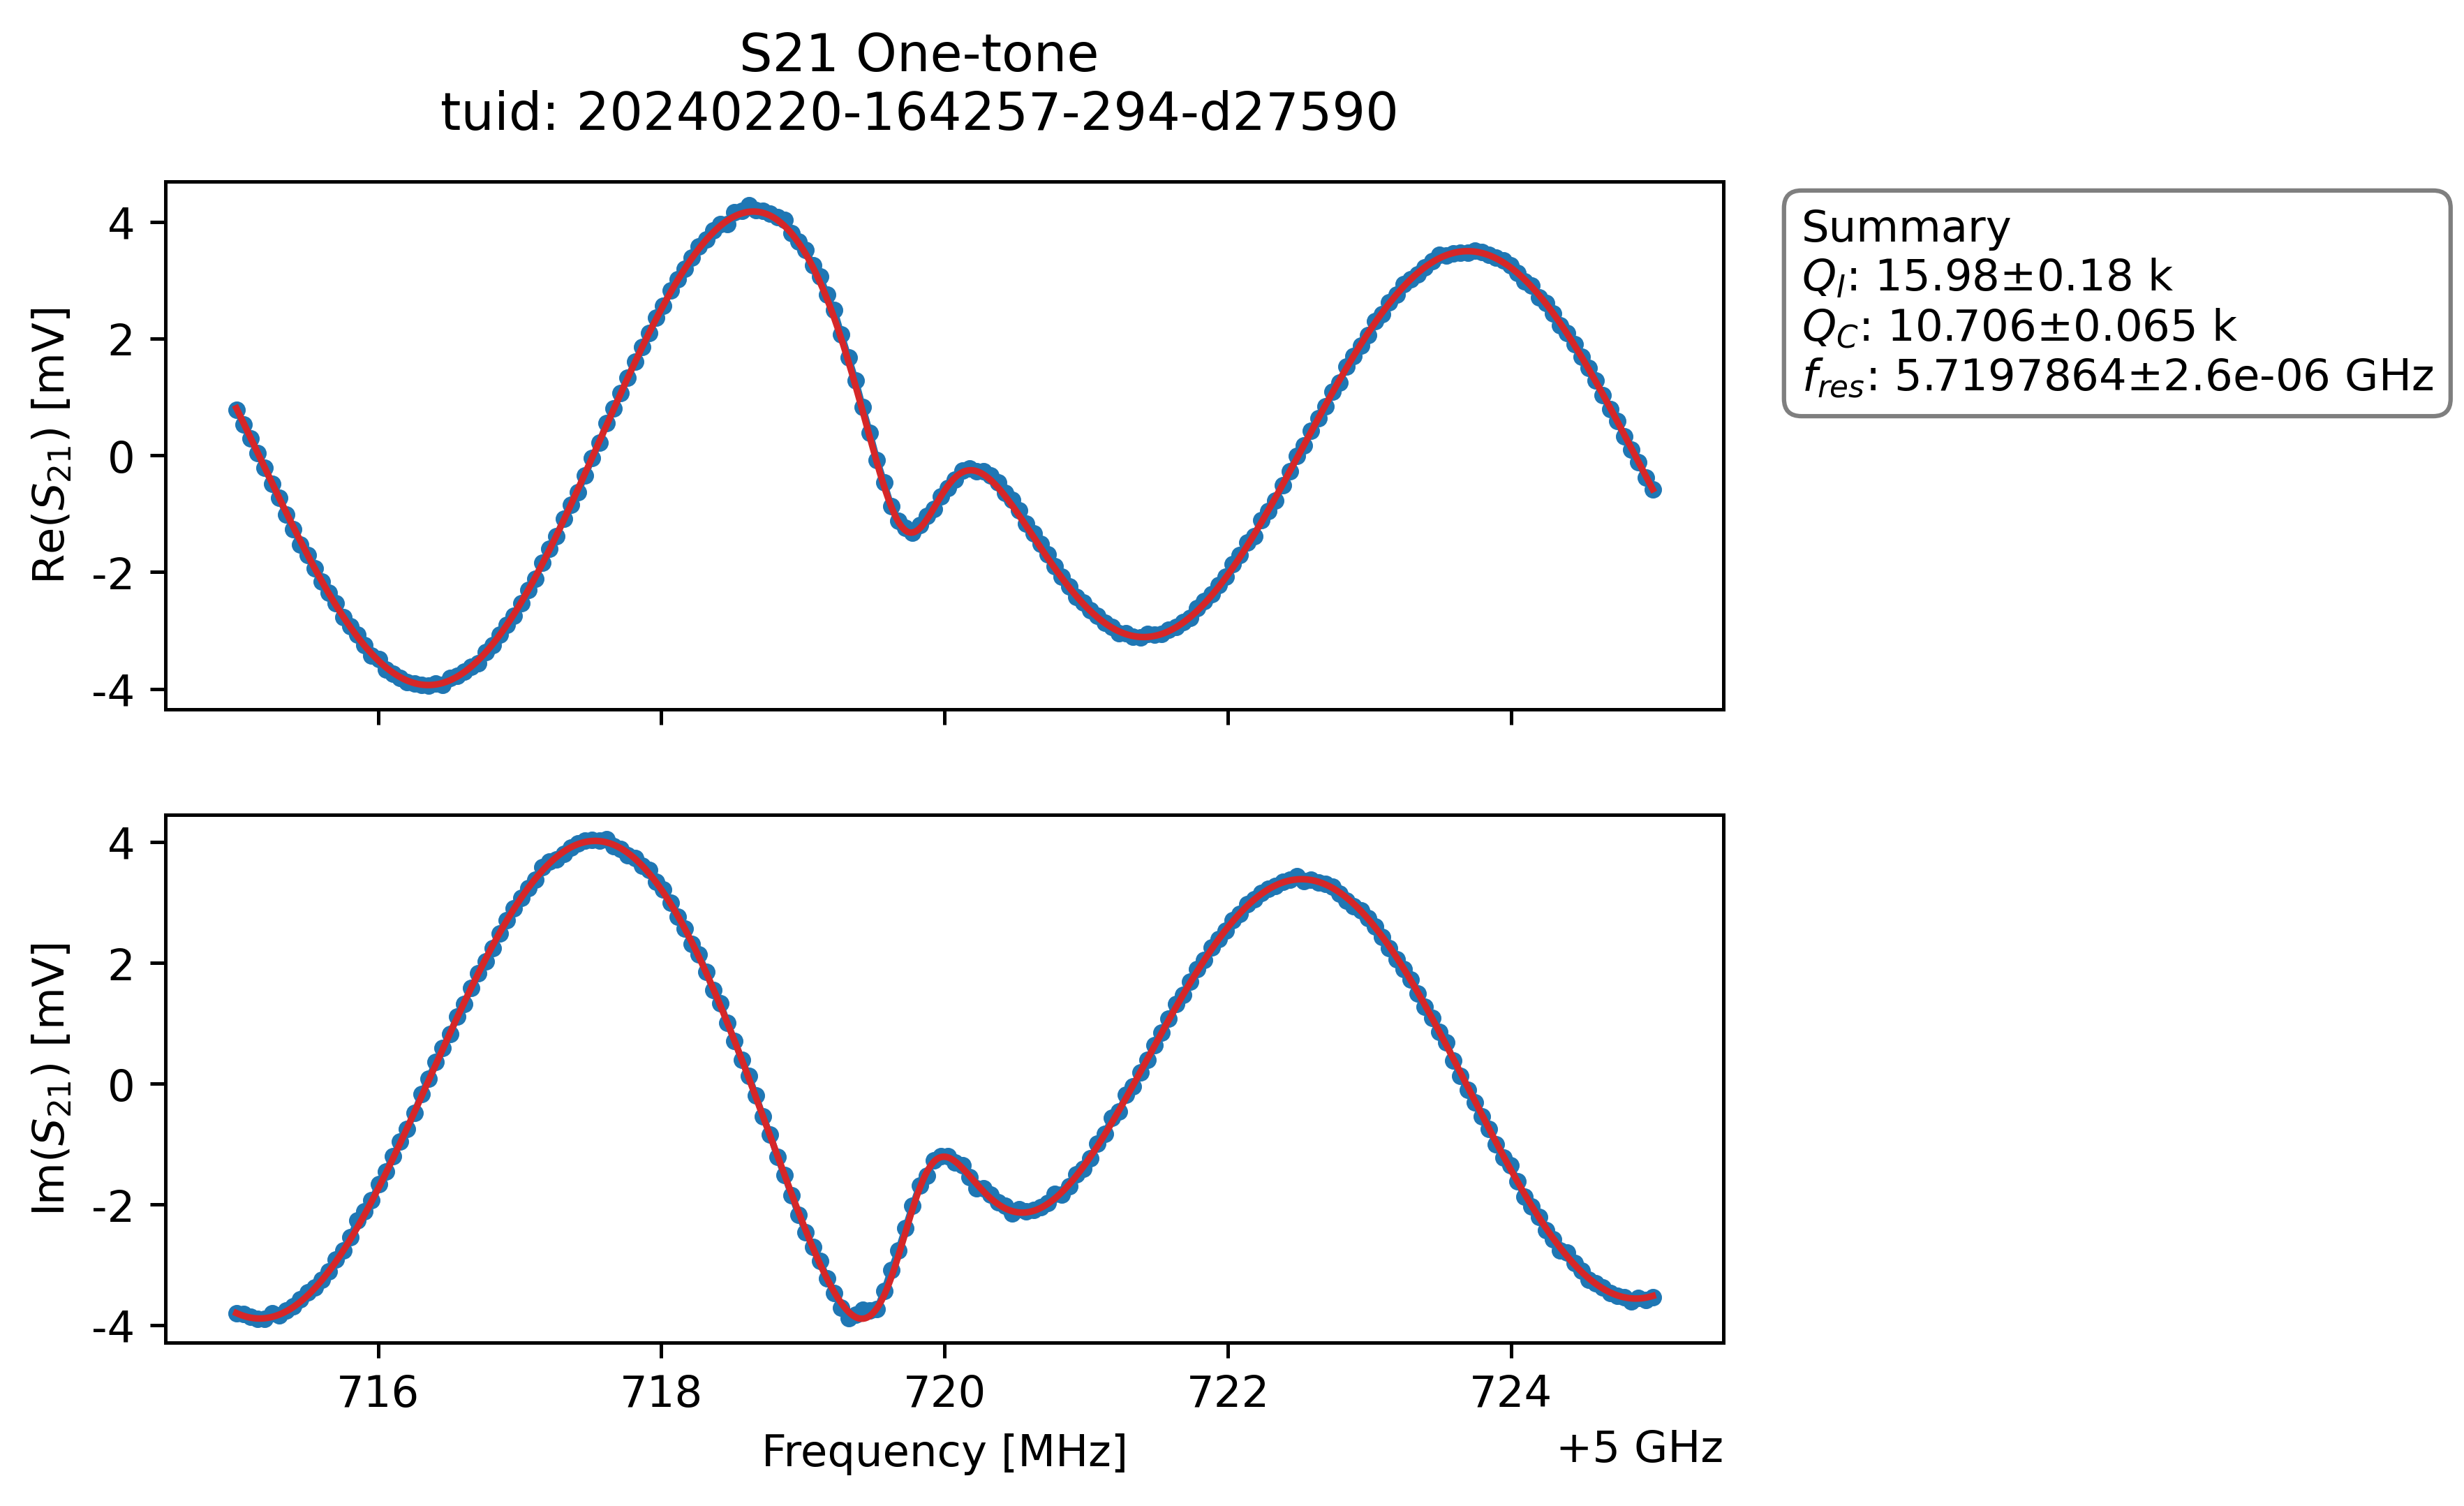 S21 One-tone
tuid: 20240220-164257-294-d27590
Re(S21) [mV]
4
2
0
-2
-4
Summary
QI: 15.98±0.18 k
QC: 10.706±0.065 k
fres: 5.7197864±2.6e-06 GHz
Im(S21) [mV]
4
2
0
-2
-4
716 718 720 722 724
Frequency [MHz]
+5 GHz